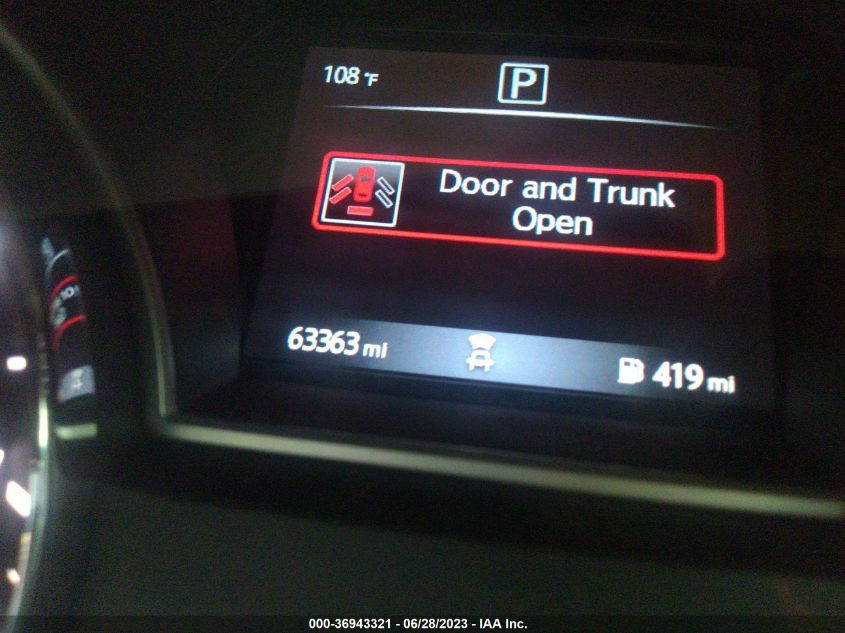 108 °F
P
Door and Trunk
Open
63363 mi
419 mi
000-36943321 - 06/28/2023 - IAA Inc.